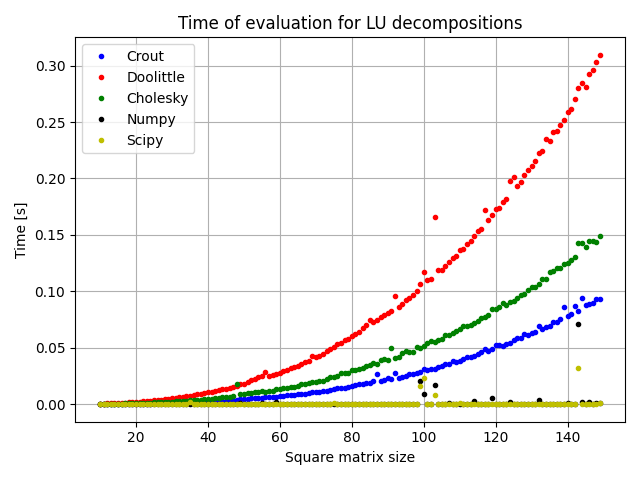 Time of evaluation for LU decompositions
Crout
Doolittle
Cholesky
Numpy
Scipy
0.30
0.25
0.20
0.15
0.10
0.05
0.00
Time [s]
20 40 60 80 100 120 140
Square matrix size